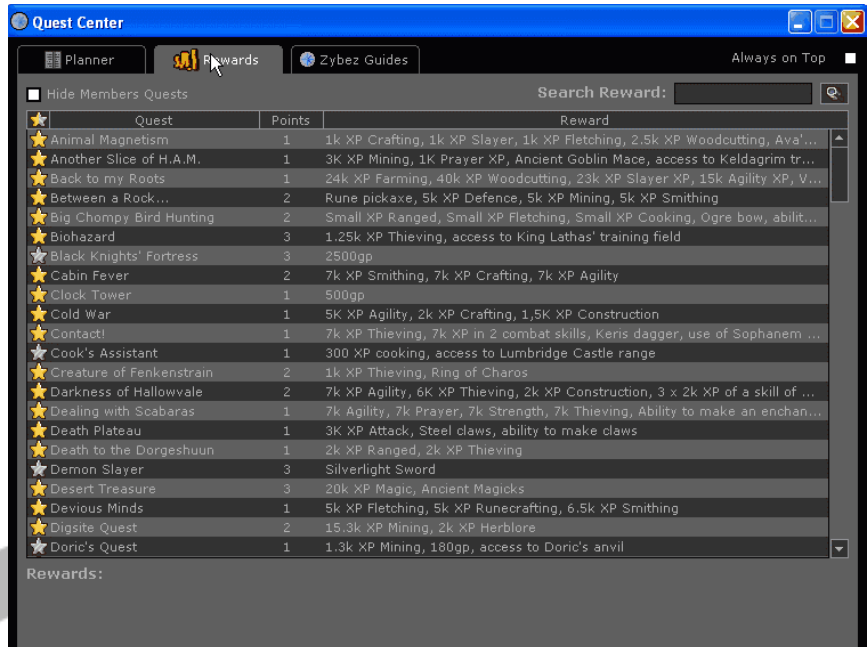 Quest Center
Planner Rewards Zybez Guides Always on Top
Hide Members Quests Search Reward:
Quest Points Reward
Animal Magnetism 1 1k XP Crafting, 1k XP Slayer, 1k XP Fletching, 2.5k XP Woodcutting, Ava'...
Another Slice of H.A.M. 1 3K XP Mining, 1K Prayer XP, Ancient Goblin Mace, access to Keldagrim tr...
Back to my Roots 1 24k XP Farming, 40k XP Woodcutting, 23k XP Slayer XP, 15k Agility XP, V...
Between a Rock... 2 Rune pickaxe, 5k XP Defence, 5k XP Mining, 5k XP Smithing
Big Chompy Bird Hunting 2 Small XP Ranged, Small XP Fletching, Small XP Cooking, Ogre bow, abilit...
Biohazard 3 1.25k XP Thieving, access to King Lathas' training field
Black Knights' Fortress 3 2500gp
Cabin Fever 2 7k XP Smithing, 7k XP Crafting, 7k XP Agility
Clock Tower 1 500gp
Cold War 1 5K XP Agility, 2k XP Crafting, 1,5K XP Construction
Contact! 1 7k XP Thieving, 7k XP in 2 combat skills, Keris dagger, use of Sophanem ...
Cook's Assistant 1 300 XP cooking, access to Lumbridge Castle range
Creature of Fenkenstrain 2 1k XP Thieving, Ring of Charos
Darkness of Hallowvale 2 7k XP Agility, 6K XP Thieving, 2k XP Construction, 3 x 2k XP of a skill of ...
Dealing with Scabaras 1 7k Agility, 7k Prayer, 7k Strength, 7k Thieving, Ability to make an enchan...
Death Plateau 1 3K XP Attack, Steel claws, ability to make claws
Death to the Dorgeshuun 1 2k XP Ranged, 2k XP Thieving
Demon Slayer 3 Silverlight Sword
Desert Treasure 3 20k XP Magic, Ancient Magicks
Devious Minds 1 5k XP Fletching, 5k XP Runecrafting, 6.5k XP Smithing
Digsite Quest 2 15.3k XP Mining, 2k XP Herblore
Doric's Quest 1 1.3k XP Mining, 180gp, access to Doric's anvil
Rewards: